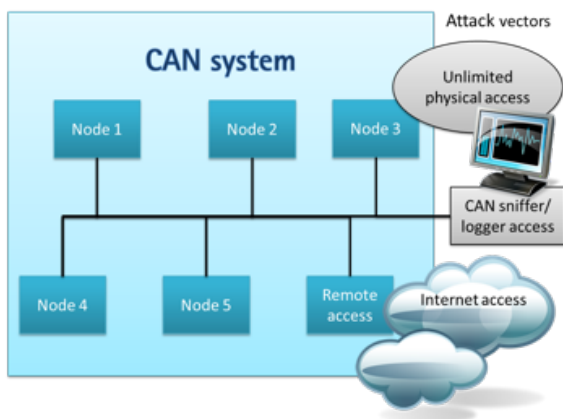 Attack vectors
CAN system
Unlimited
physical access
Node 1
Node 2
Node 3
CAN sniffer/
logger access
Node 4
Node 5
Remote
access
Internet access